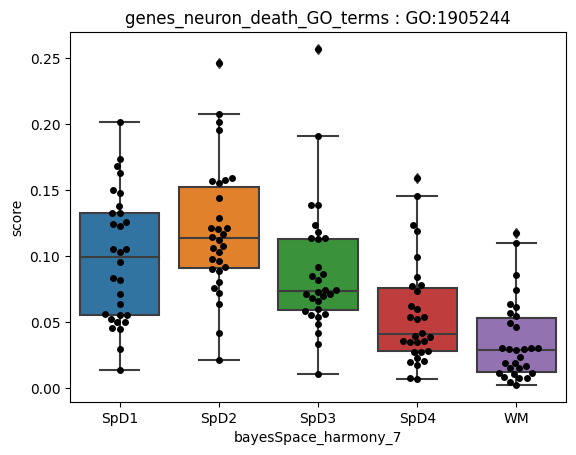 genes_neuron_death_GO_terms : GO:1905244
score
0.25
0.20
0.15
0.10
0.05
0.00
SpD1 SpD2 SpD3 SpD4 WM
bayesSpace_harmony_7